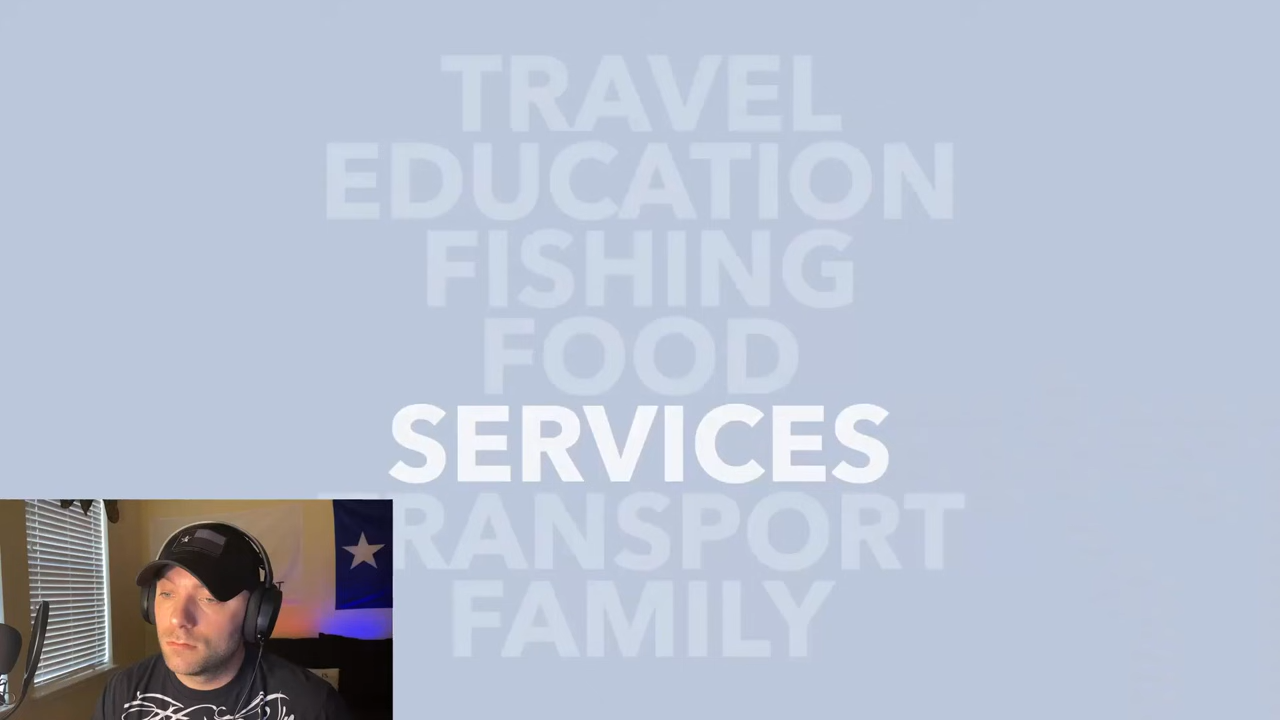 TRAVEL
EDUCATION
FISHING
FOOD
SERVICES
TRANSPORT
FAMILY